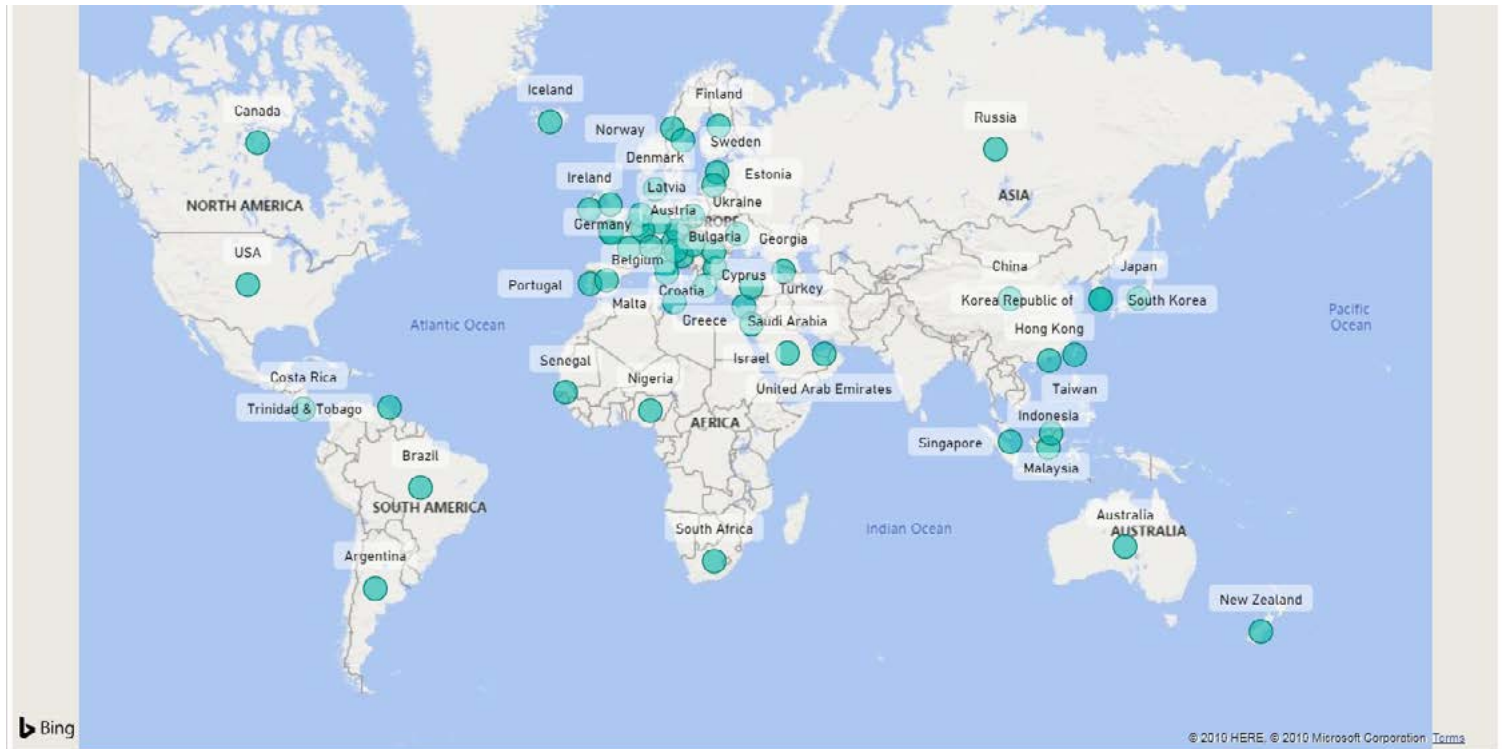 Iceland
Finland
Canada
Russia
Norway
Sweden
Denmark
Ireland
Latvia
Estonia
ASIA
NORTH AMERICA
Austria
Ukraine
Germany
Bulgaria
Georgia
USA
Belgium
China
Japan
Portugal
Cyprus
Croatia
Turkey
Korea Republic of
South Korea
Malta
Pacific
Ocean
Atlantic Ocean
Greece
Saudi Arabia
Hong Kong
Senegal
Israel
Costa Rica
Nigeria
United Arab Emirates
Taiwan
Trinidad & Tobago
AFRICA
Indonesia
Singapore
Brazil
Malaysia
SOUTH AMERICA
Australia
South Africa
Indian Ocean
AUSTRALIA
Argentina
New Zealand
Bing
© 2010 HERE, © 2010 Microsoft Corporation Terms